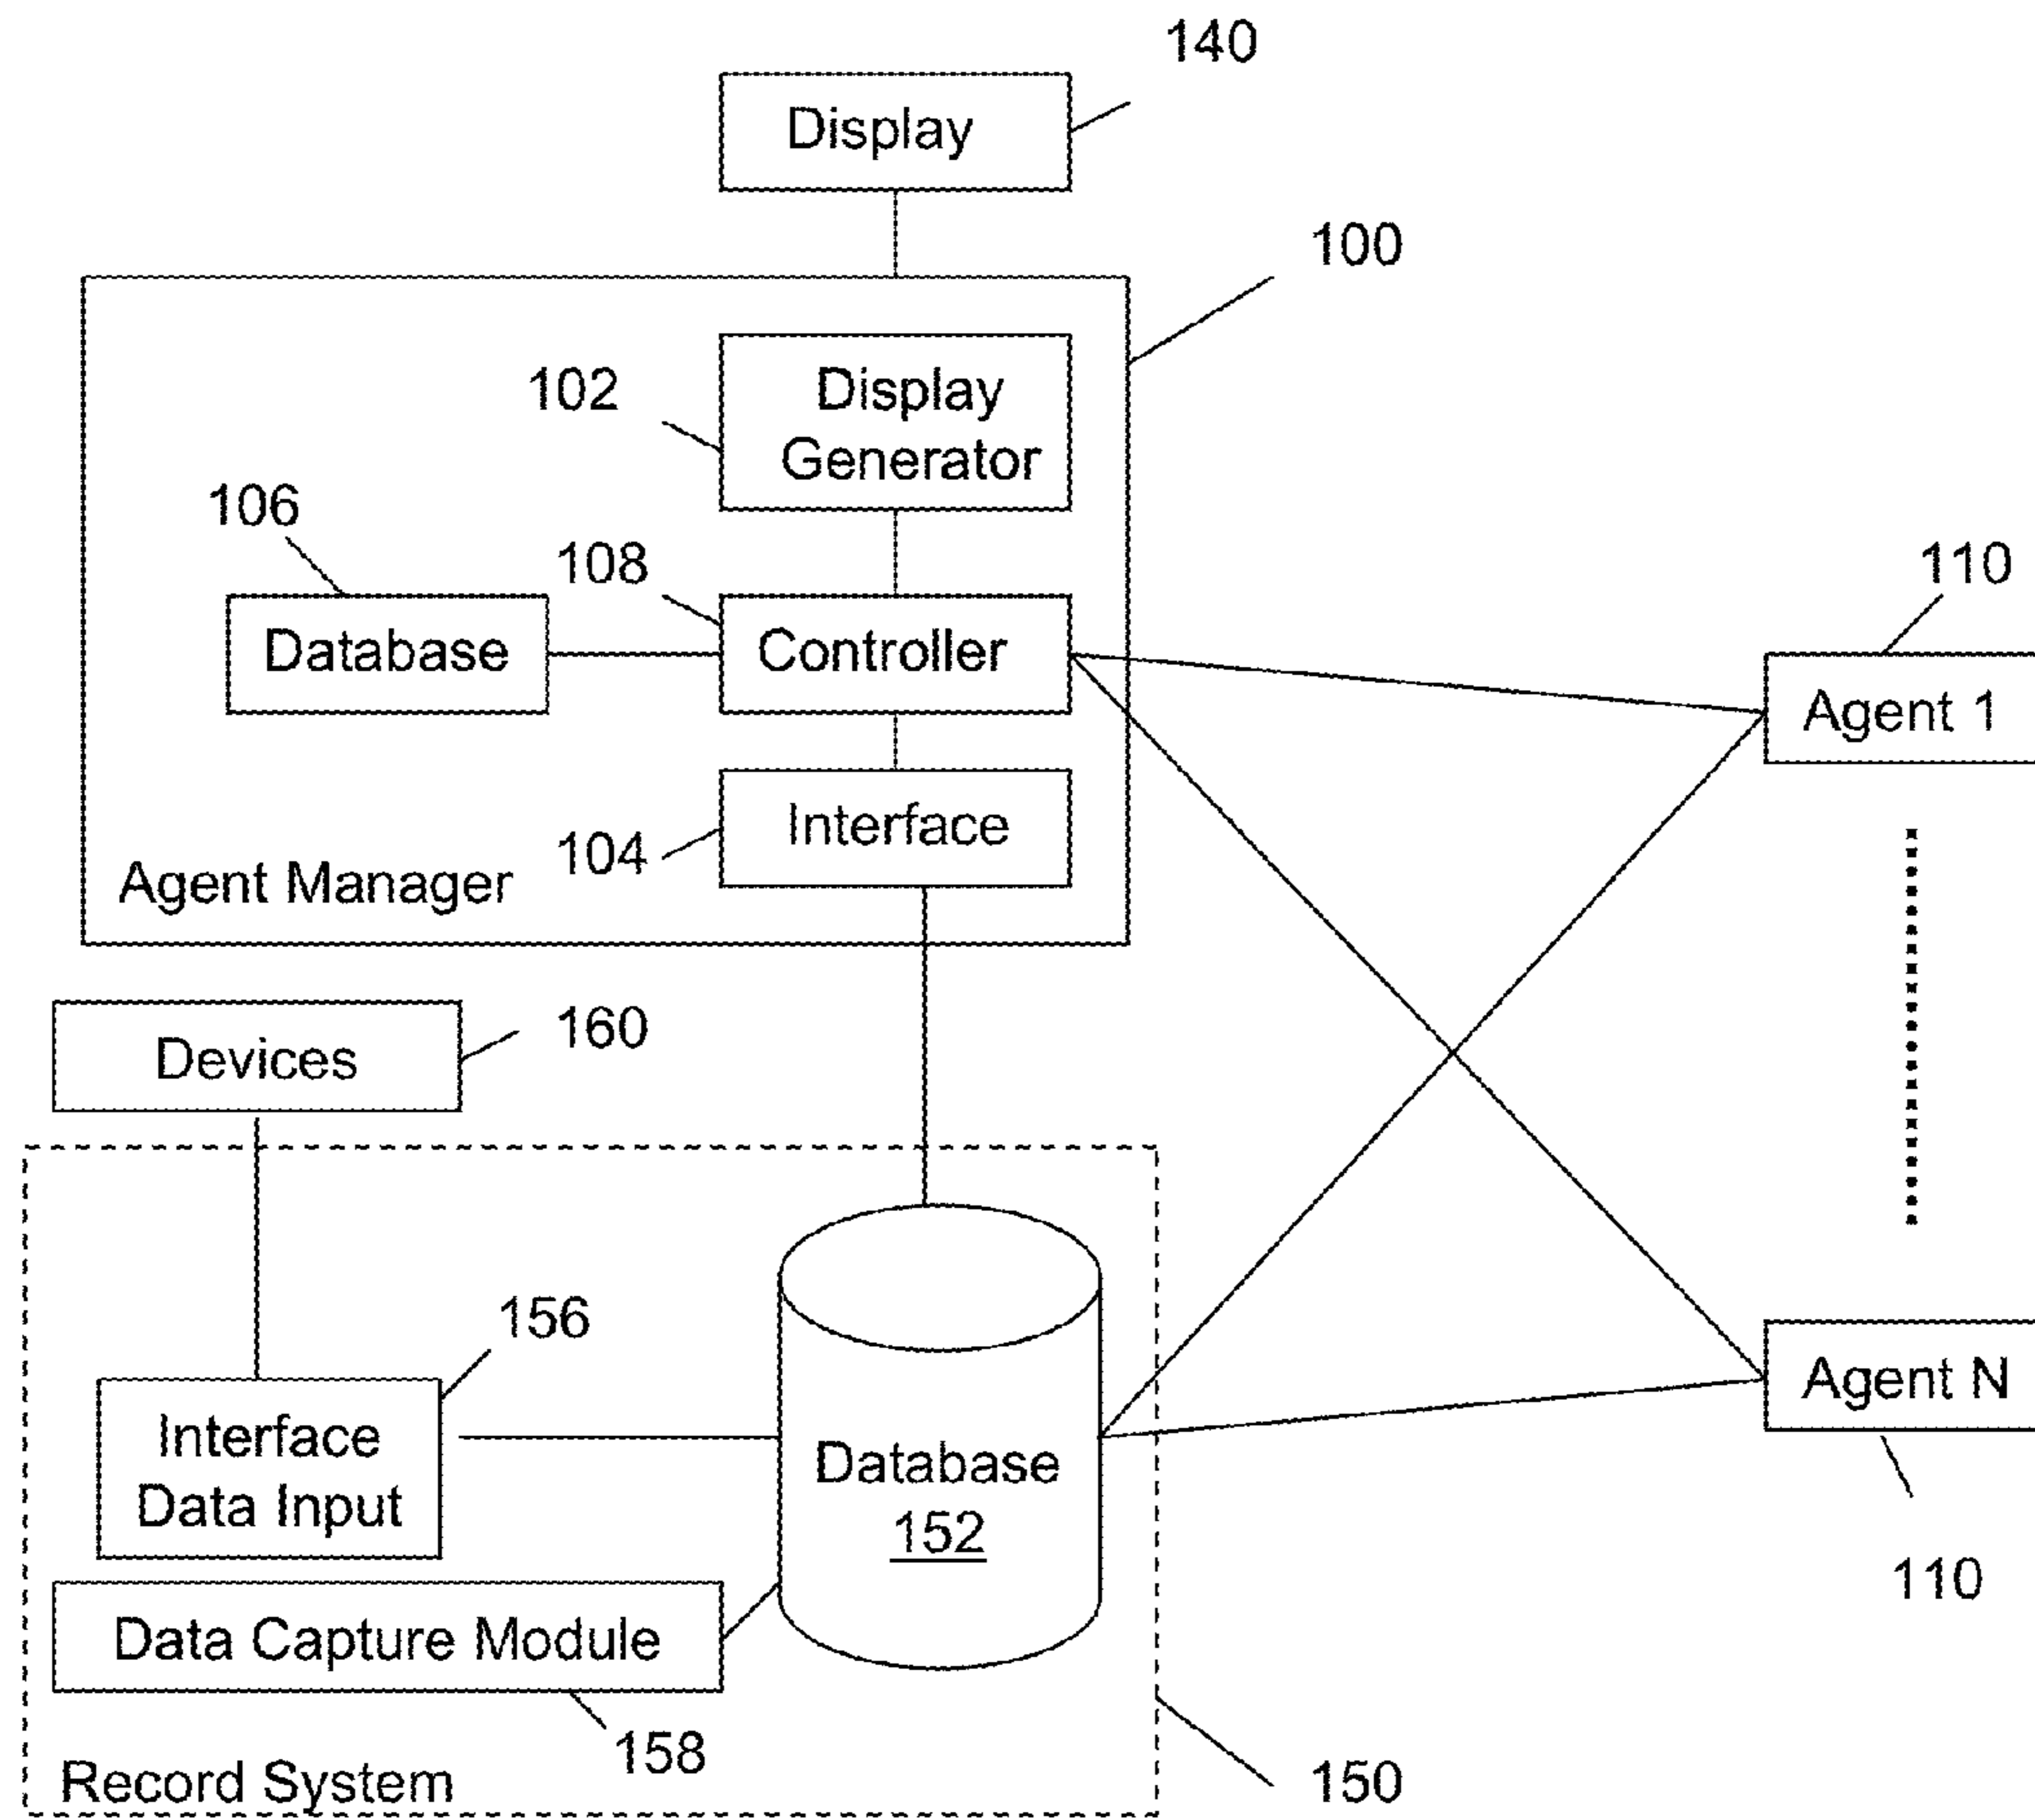 140
Display
100
102
Display
Generator
106
108
110
Database
Controller
Agent 1
Interface
104
Agent Manager
160
Devices
156
Interface
Data Input
Database
152
Agent N
110
Data Capture Module
158
Record System
150